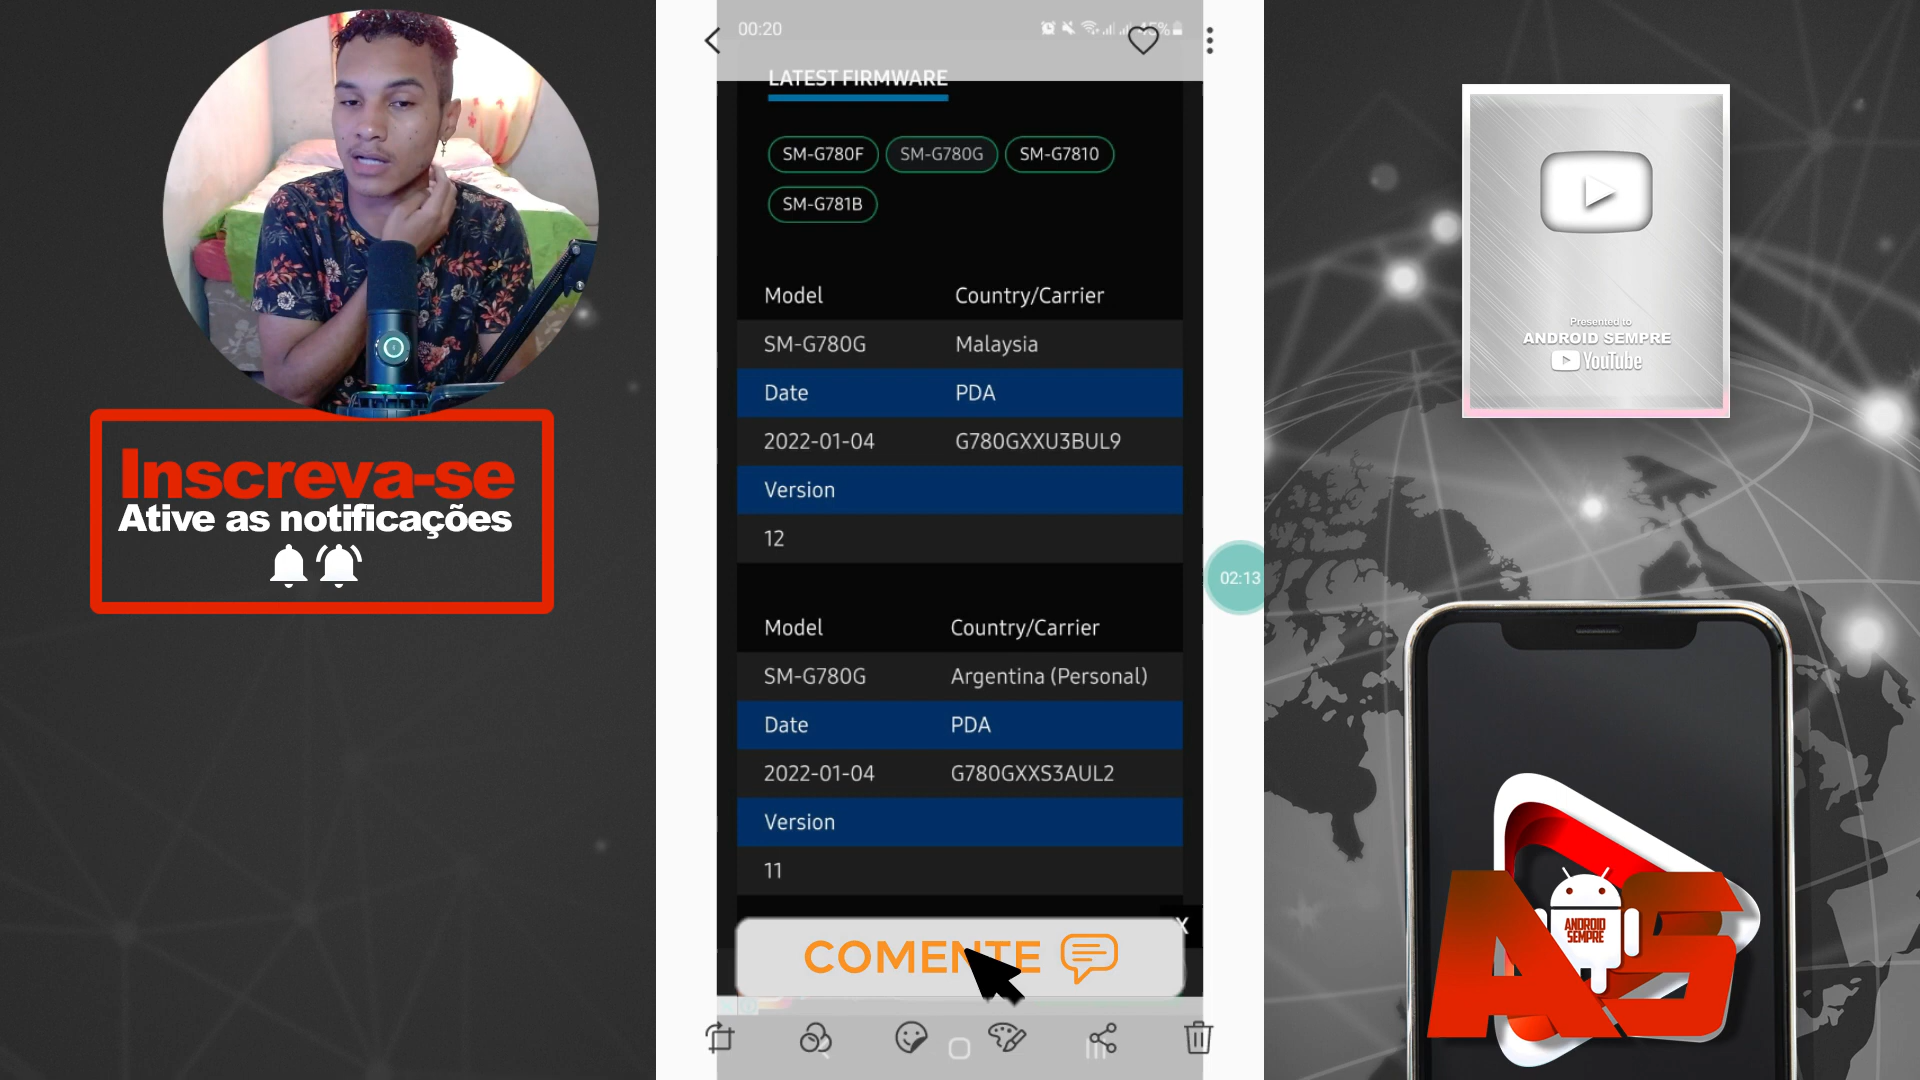 00:20
45%
LATEST FIRMWARE
SM-G780F
SM-G780G
SM-G7810
SM-G781B
Model Country/Carrier
SM-G780G Malaysia
Date PDA
2022-01-04 G780GXXU3BUL9
Version
12
Model Country/Carrier
SM-G780G Argentina (Personal)
Date PDA
2022-01-04 G780GXXS3AUL2
Version
11
X
COMENTE
Inscreva-se
Ative as notificações
02:13
Presented to
ANDROID SEMPRE
YouTube
AS
ANDROID
SEMPRE